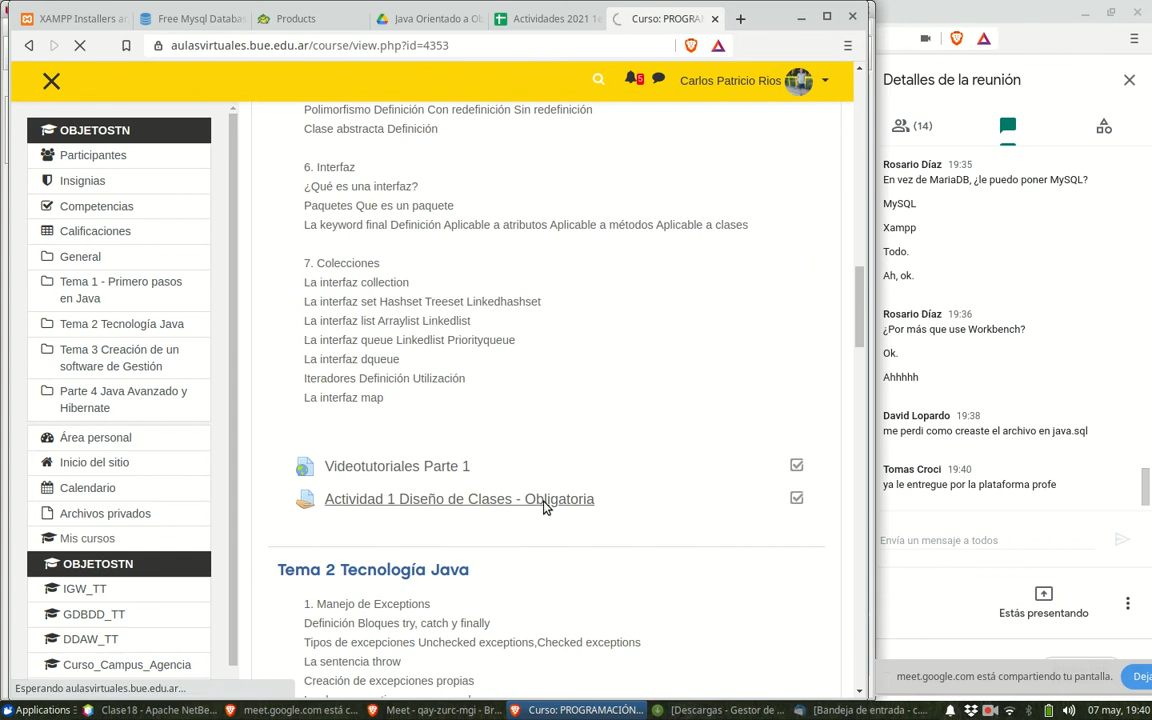 XAMPP Installers a
Free Mysql Databas
Products
Java Orientado a O
Actividades 2021 1e
Curso: PROGRA
aulasvirtuales.bue.edu.ar/course/view.php?id=4353
5
Carlos Patricio Rios
OBJETOSTN
Participantes
Insignias
Competencias
Calificaciones
General
Tema 1 - Primero pasos
en Java
Tema 2 Tecnología Java
Tema 3 Creación de un
software de Gestión
Parte 4 Java Avanzado y
Hibernate
Área personal
Inicio del sitio
Calendario
Archivos privados
Mis cursos
OBJETOSTN
IGW_TT
GDBDD_TT
DDAW_TT
Curso_Campus_Agencia
Esperando aulasvirtuales.bue.edu.ar...
Polimorfismo Definición Con redefinición Sin redefinición
Clase abstracta Definición
6. Interfaz
¿Qué es una interfaz?
Paquetes Que es un paquete
La keyword final Definición Aplicable a atributos Aplicable a métodos Aplicable a clases
7. Colecciones
La interfaz collection
La interfaz set Hashset Treeset Linkedhashset
La interfaz list Arraylist Linkedlist
La interfaz queue Linkedlist Priorityqueue
La interfaz dqueue
Iteradores Definición Utilización
La interfaz map
Videotutoriales Parte 1
Actividad 1 Diseño de Clases - Obligatoria
Tema 2 Tecnología Java
1. Manejo de Exceptions
Definición Bloques try, catch y finally
Tipos de excepciones Unchecked exceptions,Checked exceptions
La sentencia throw
Creación de excepciones propias
Detalles de la reunión
(14)
Rosario Díaz 19:35
En vez de MariaDB, ¿le puedo poner MySQL?
MySQL
Xampp
Todo.
Ah, ok.
Rosario Díaz 19:36
¿Por más que use Workbench?
Ok.
Ahhhhh
David Lopardo 19:38
me perdi como creaste el archivo en java.sql
Tomas Croci 19:40
ya le entregue por la plataforma profe
Envía un mensaje a todos
Estás presentando
meet.google.com está compartiendo tu pantalla.
Deja
Applications
Clase18 - Apache NetBe...
meet.google.com está c...
Meet - qay-zurc-mgi - Br...
Curso: PROGRAMACIÓN...
[Descargas - Gestor de ...
[Bandeja de entrada - c...
07 may, 19:40